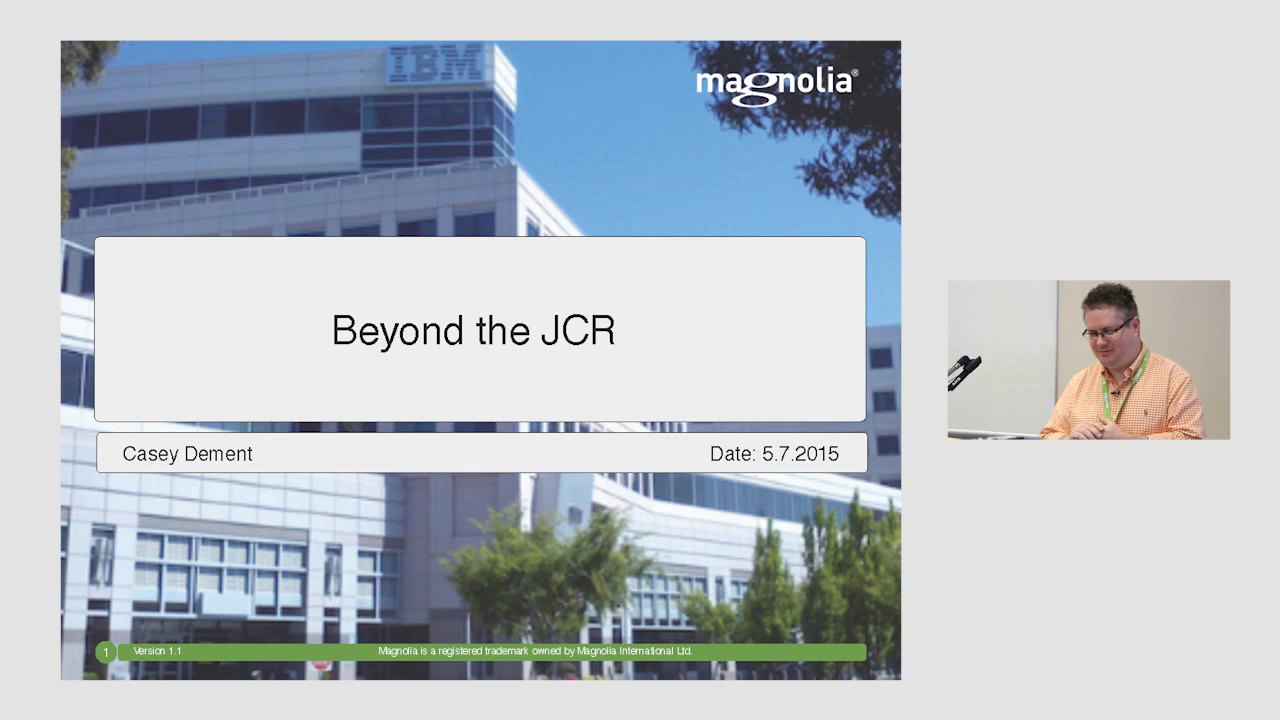 IBM
magnolia®
Beyond the JCR
Casey Dement
Date: 5.7.2015
1
Version 1.1
Magnolia is a registered trademark owned by Magnolia International Ltd.